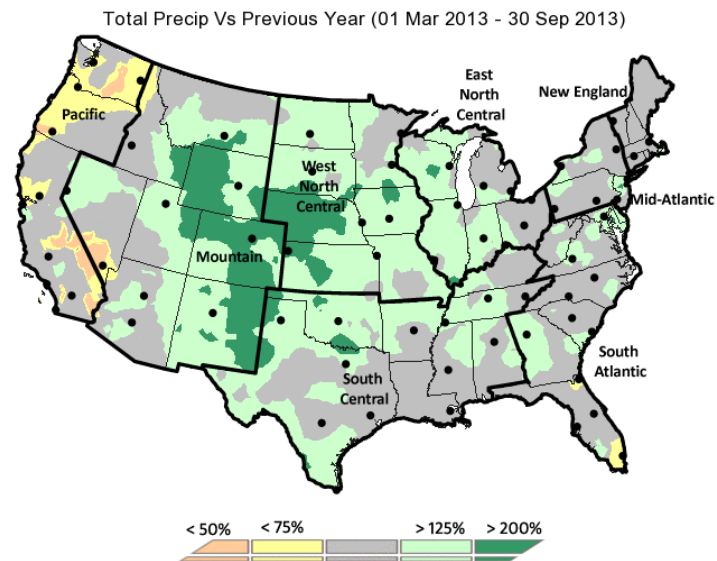 Total Precip Vs Previous Year (01 Mar 2013 - 30 Sep 2013)
East
North
Central
New England
Pacific
West
North
Central
Mid-Atlantic
Mountain
South
Atlantic
South
Central
< 50%
< 75%
> 125%
> 200%